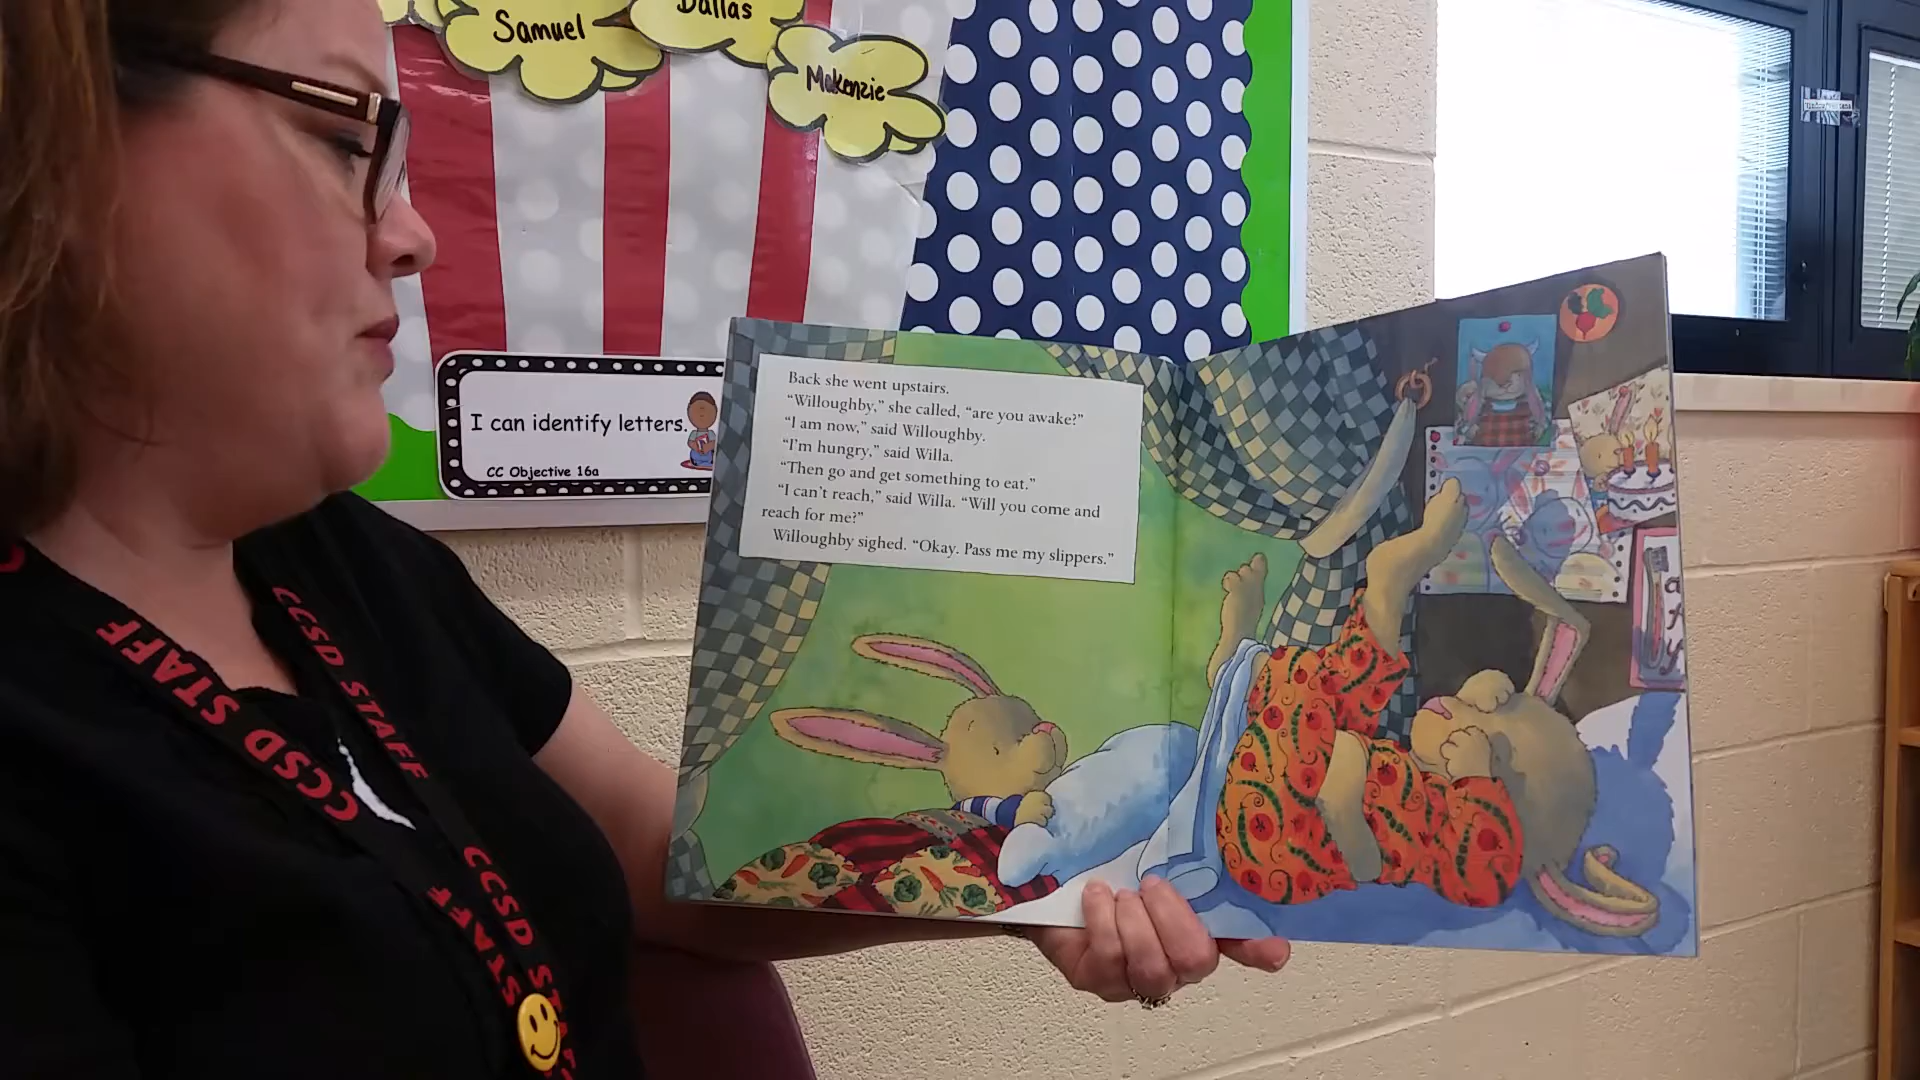 Samuel
Dallas
Makenzie
I can identify letters.
CC Objective 16a
Back she went upstairs.
"Willoughby," she called, "are you awake?"
"I am now," said Willoughby.
"I'm hungry," said Willa.
"Then go and get something to eat."
"I can't reach," said Willa. "Will you come and
reach for me?"
Willoughby sighed. "Okay. Pass me my slippers."
CCSD STAFF
CCSD STAFF
CCSD STAFF
STAFF